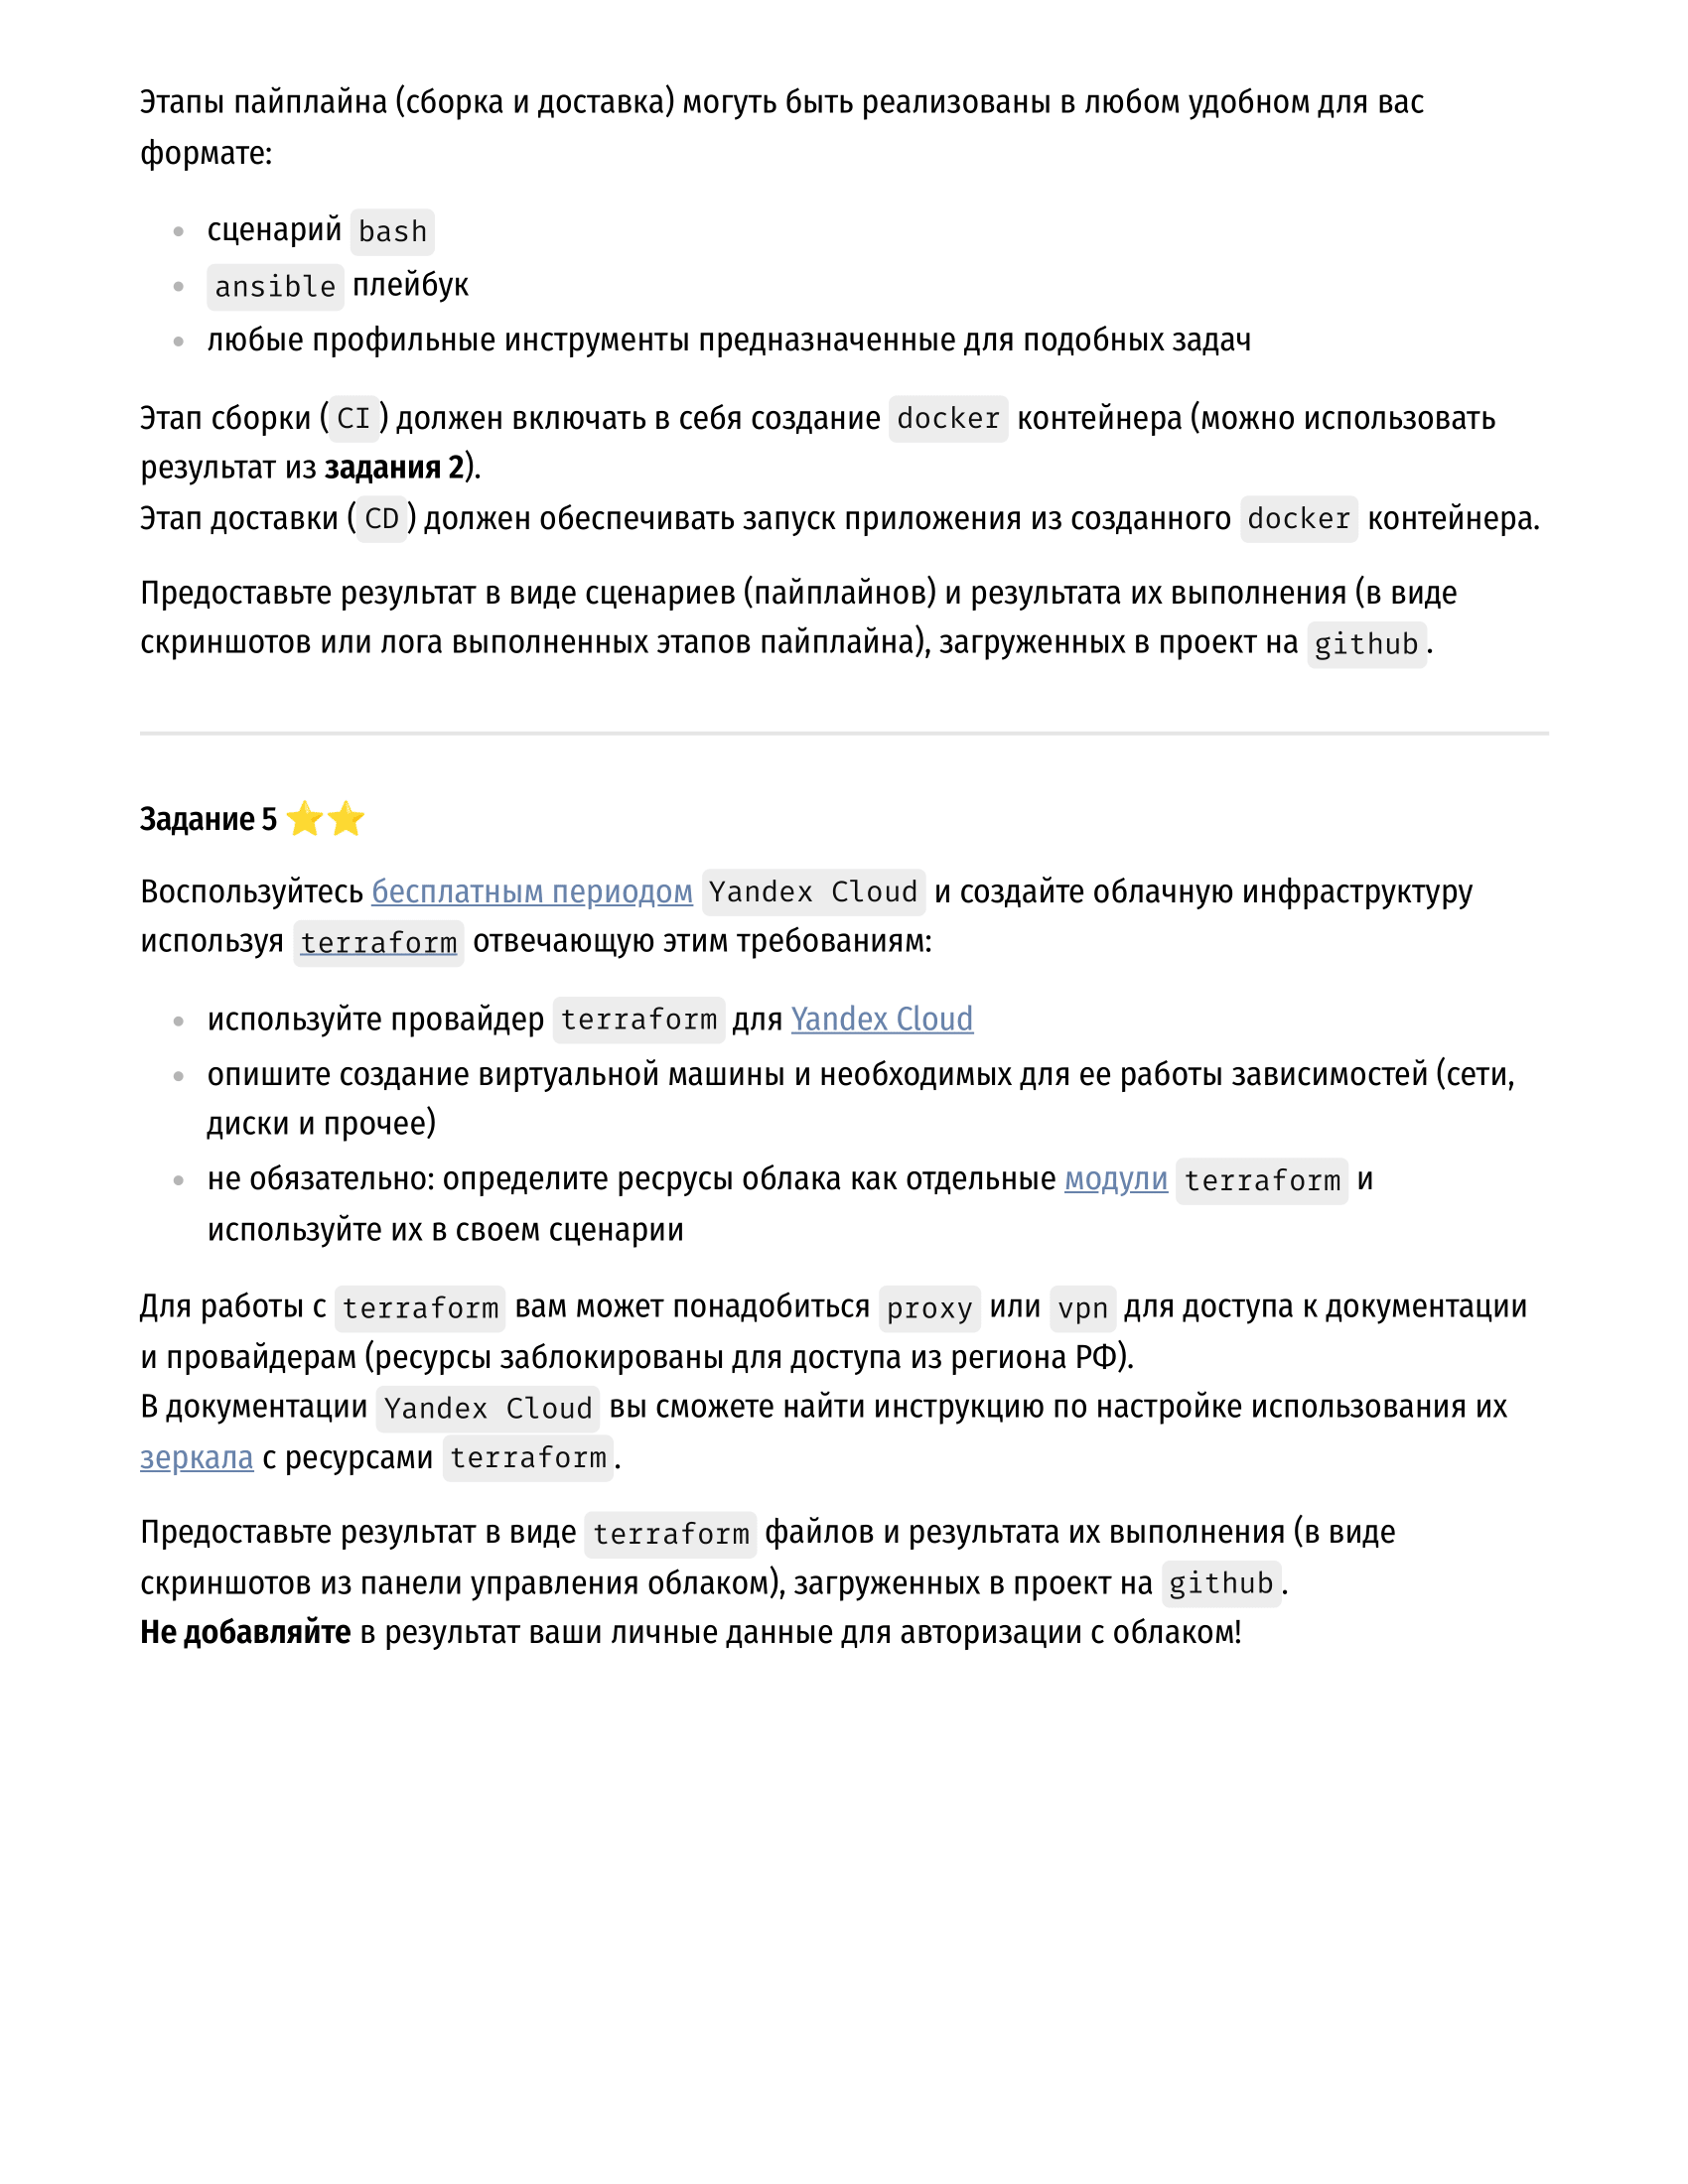 Этапы пайплайна (сборка и доставка) могуть быть реализованы в любом удобном для вас
формате:
сценарий bash
ansible плейбук
любые профильные инструменты предназначенные для подобных задач
Этап сборки (CI) должен включать в себя создание docker контейнера (можно использовать
результат из задания 2).
Этап доставки (CD) должен обеспечивать запуск приложения из созданного docker контейнера.
Предоставьте результат в виде сценариев (пайплайнов) и результата их выполнения (в виде
скриншотов или лога выполненных этапов пайплайна), загруженных в проект на github.
Задание 5 ⭐⭐
Воспользуйтесь бесплатным периодом Yandex Cloud и создайте облачную инфраструктуру
используя terraform отвечающую этим требованиям:
используйте провайдер terraform для Yandex Cloud
опишите создание виртуальной машины и необходимых для ее работы зависимостей (сети,
диски и прочее)
не обязательно: определите ресрусы облака как отдельные модули terraform и
используйте их в своем сценарии
Для работы с terraform вам может понадобиться proxy или vpn для доступа к документации
и провайдерам (ресурсы заблокированы для доступа из региона РФ).
В документации Yandex Cloud вы сможете найти инструкцию по настройке использования их
зеркала с ресурсами terraform.
Предоставьте результат в виде terraform файлов и результата их выполнения (в виде
скриншотов из панели управления облаком), загруженных в проект на github.
Не добавляйте в результат ваши личные данные для авторизации с облаком!